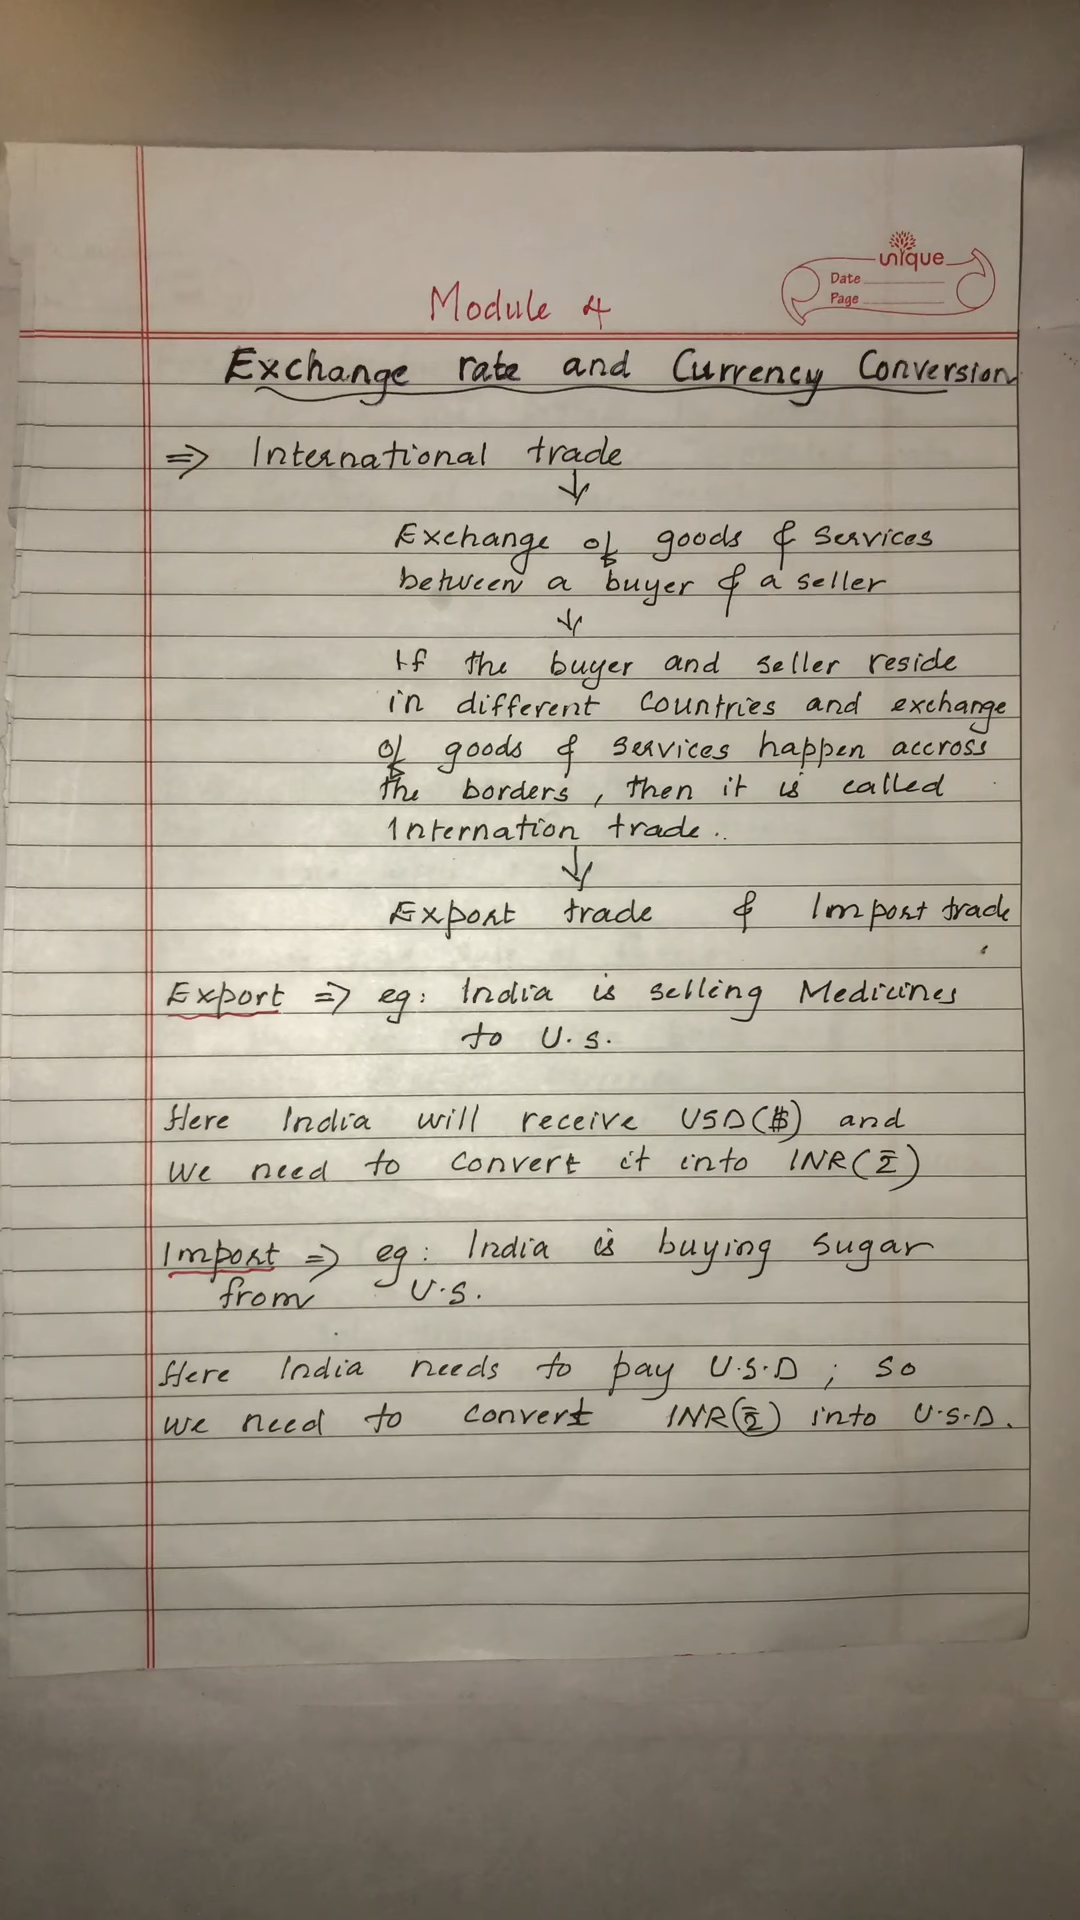 unique
Date
Page
Module 4
Exchange rate and Currency Conversion
⇒ International trade
↓
Exchange of goods & services
between a buyer & a seller
↓
If the buyer and seller reside
in different Countries and exchange
of goods & services happen accross
the borders, then it is called
Internation trade..
↓
Export trade & Import trade
Export ⇒ eg: India is selling Medicines
to U.S.
Here India will receive USD($) and
we need to convert it into INR(₹)
Import ⇒ eg: India is buying sugar
from U.S.
Here India needs to pay U.S.D ; so
we need to convert INR(₹) into U.S.D.